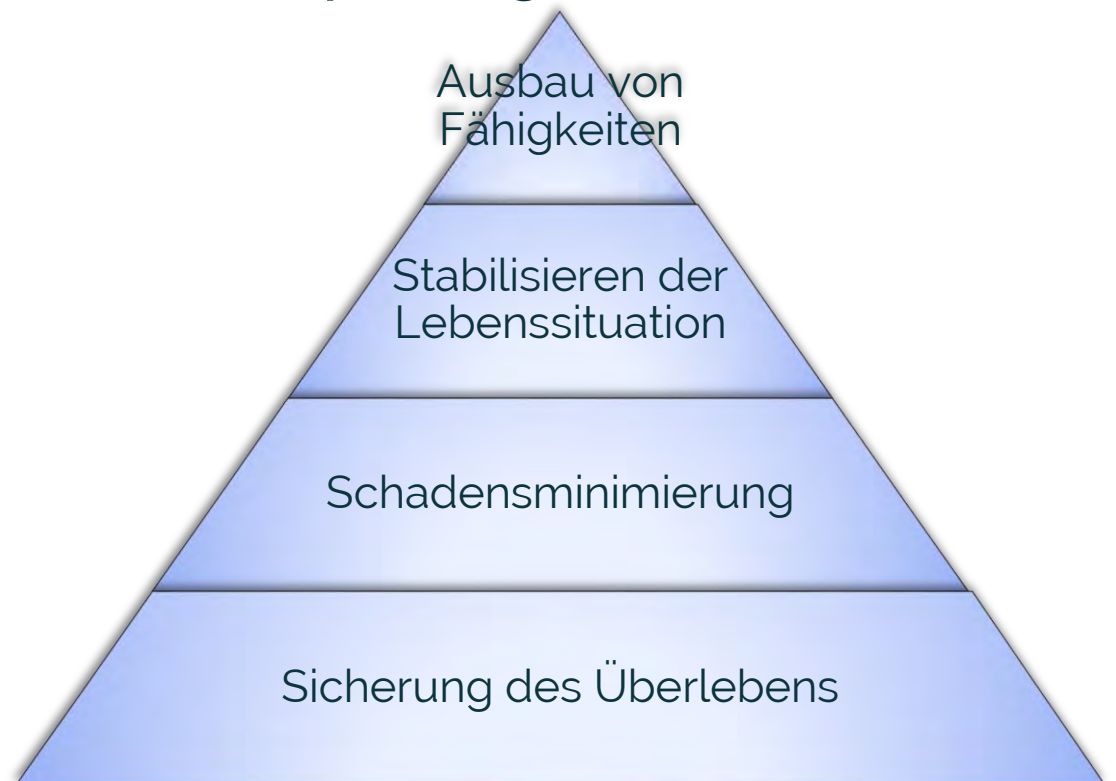 Ausbau von
Fähigkeiten
Stabilisieren der
Lebenssituation
Schadensminimierung
Sicherung des Überlebens